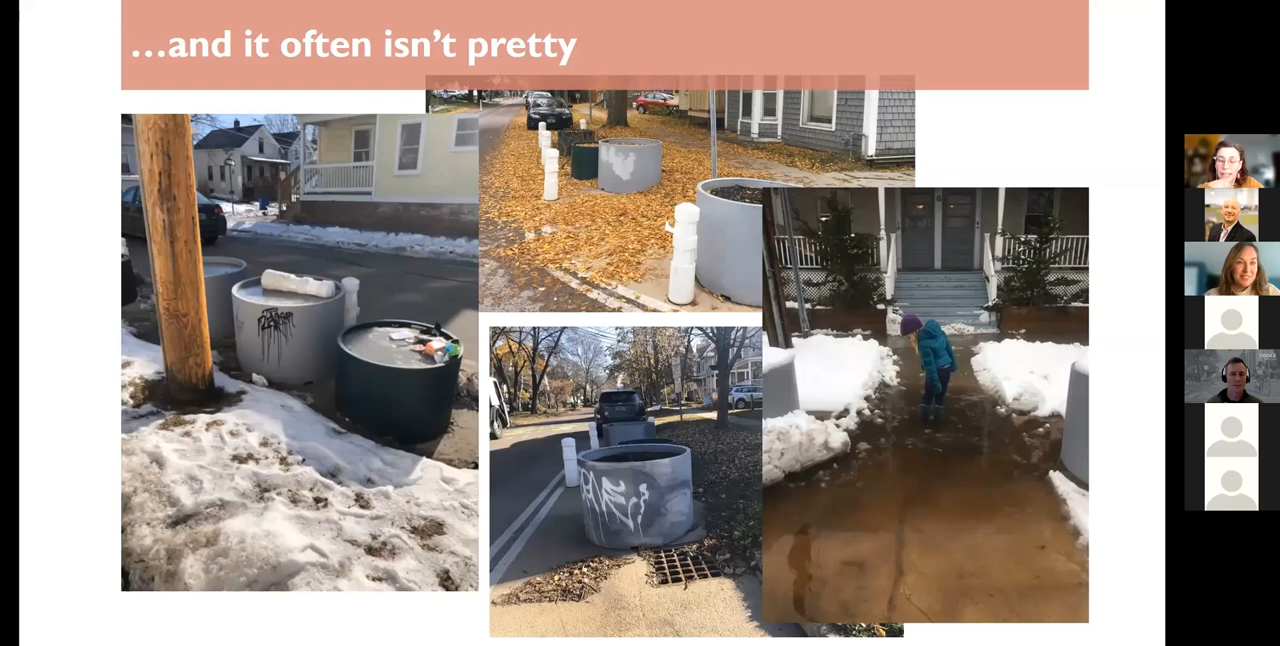 …and it often isn't pretty